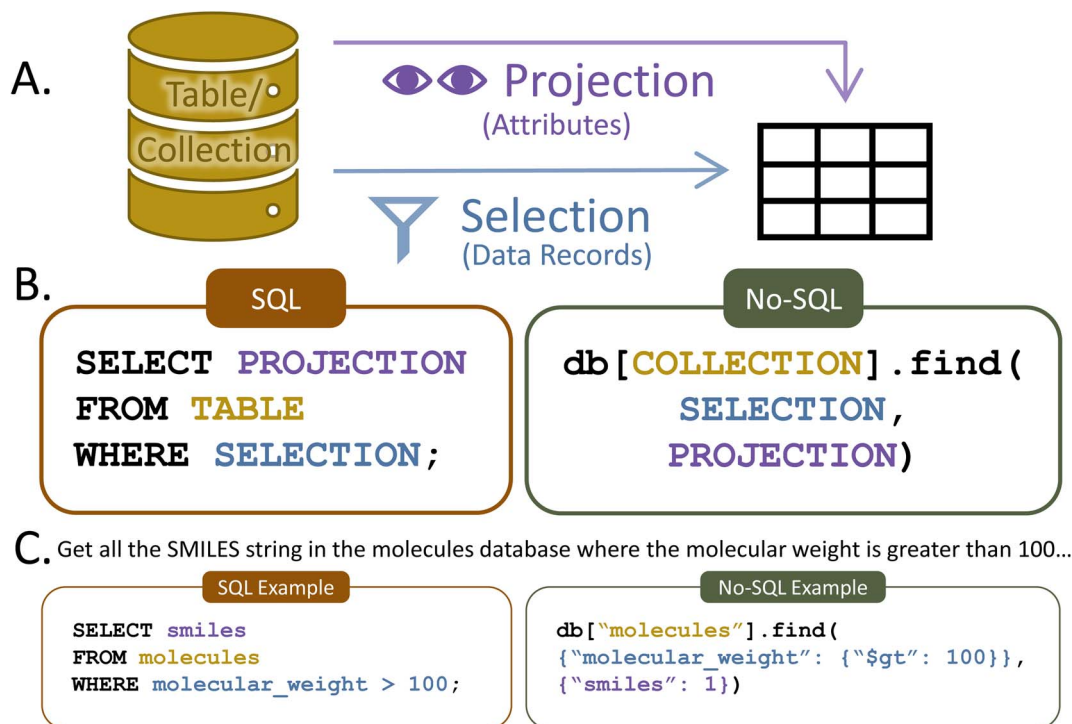 A.
Table/
Collection
Projection
(Attributes)
Selection
(Data Records)
B.
SQL
SELECT PROJECTION
FROM TABLE
WHERE SELECTION;
No-SQL
db[COLLECTION].find(
SELECTION,
PROJECTION)
C. Get all the SMILES string in the molecules database where the molecular weight is greater than 100…
SQL Example
SELECT smiles
FROM molecules
WHERE molecular_weight > 100;
No-SQL Example
db[“molecules”].find(
{“molecular_weight”: {“$gt”: 100}},
{“smiles”: 1})